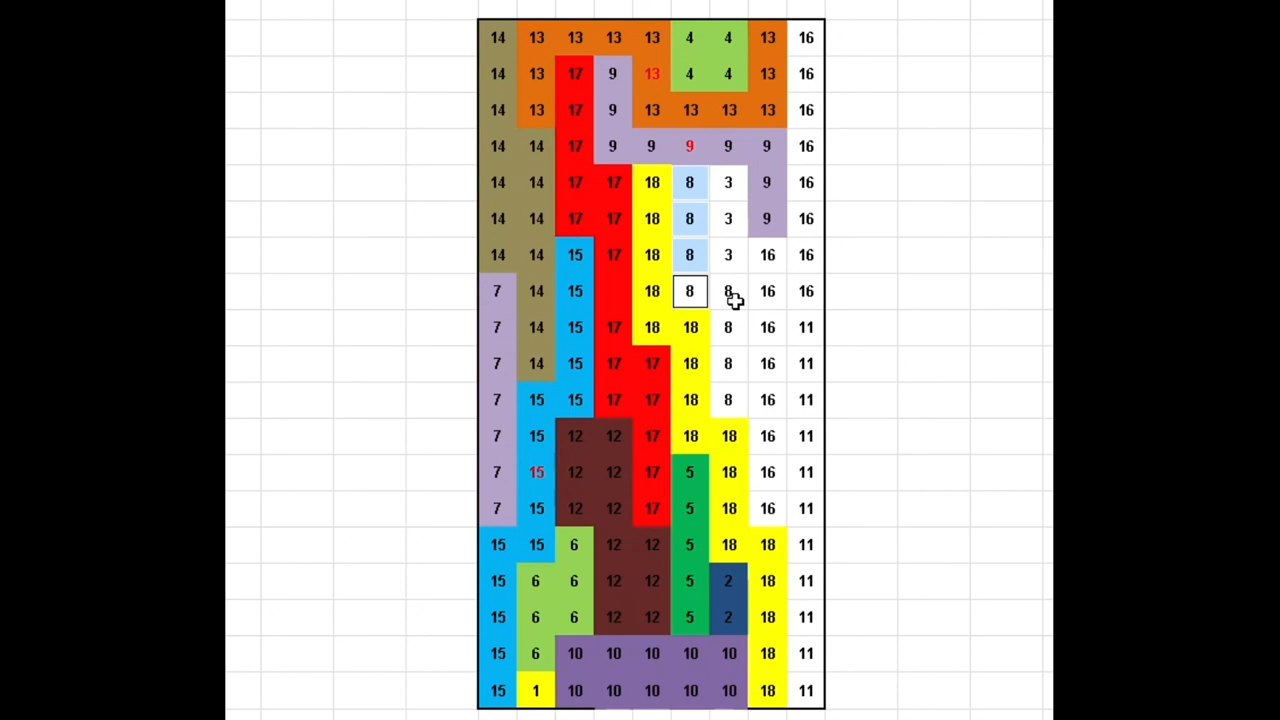 14 13 13 13 13 4 4 13 16
14 13 17 9 13 4 4 13 16
14 13 17 9 13 13 13 13 16
14 14 17 9 9 9 9 9 16
14 14 17 17 18 8 3 9 16
14 14 17 17 18 8 3 9 16
14 14 15 17 18 8 3 16 16
7 14 15 18 8 8 16 16
7 14 15 17 18 18 8 16 11
7 14 15 17 17 18 8 16 11
7 15 15 17 17 18 8 16 11
7 15 12 12 17 18 18 16 11
7 15 12 12 17 5 18 16 11
7 15 12 12 17 5 18 16 11
15 15 6 12 12 5 18 18 11
15 6 6 12 12 5 2 18 11
15 6 6 12 12 5 2 18 11
15 6 10 10 10 10 10 18 11
15 1 10 10 10 10 10 18 11